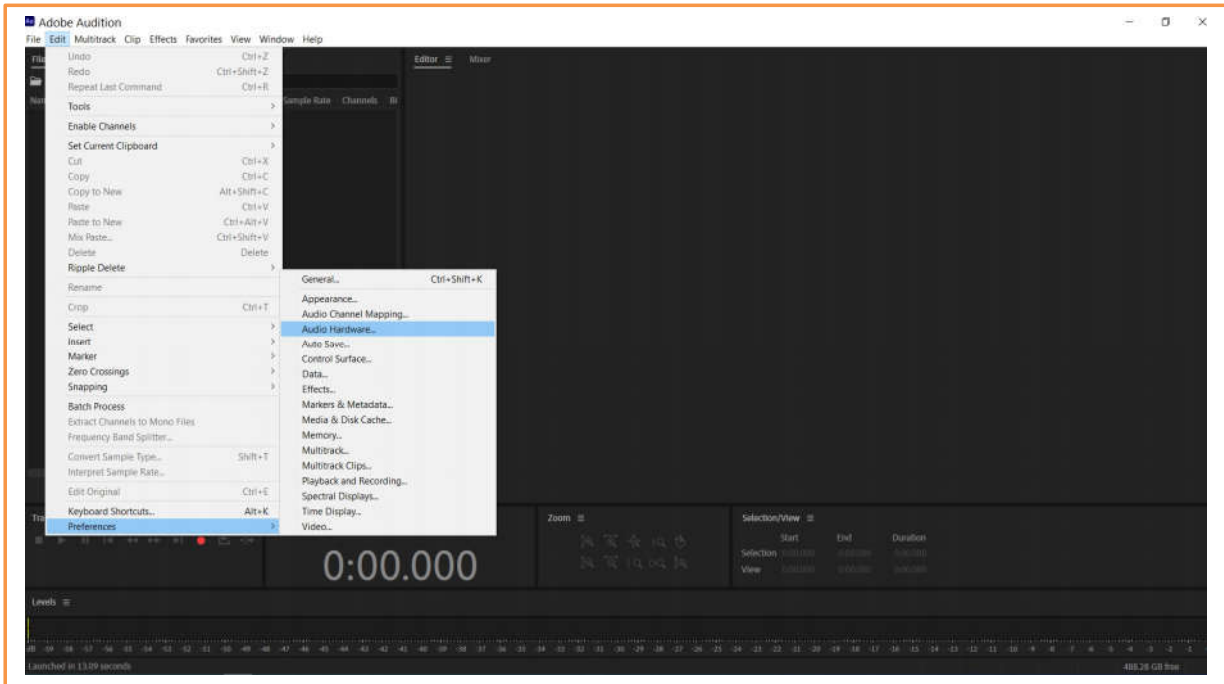 Au Adobe Audition
File Edit Multitrack Clip Effects Favorites View Window Help
Undo Ctrl+Z
Redo Ctrl+Shift+Z
Repeat Last Command Ctrl+R
Tools
Enable Channels
Set Current Clipboard
Cut Ctrl+X
Copy Ctrl+C
Copy to New Alt+Shift+C
Paste Ctrl+V
Paste to New Ctrl+Alt+V
Mix Paste... Ctrl+Shift+V
Delete Delete
Ripple Delete
Rename
Crop Ctrl+T
Select
Insert
Marker
Zero Crossings
Snapping
Batch Process
Extract Channels to Mono Files
Frequency Band Splitter...
Convert Sample Type... Shift+T
Interpret Sample Rate...
Edit Original Ctrl+E
Keyboard Shortcuts... Alt+K
Preferences
General... Ctrl+Shift+K
Appearance...
Audio Channel Mapping...
Audio Hardware...
Auto Save...
Control Surface...
Data...
Effects...
Markers & Metadata...
Media & Disk Cache...
Memory...
Multitrack...
Multitrack Clips...
Playback and Recording...
Spectral Displays...
Time Display...
Video...
Sample Rate Channels Bi
Editor Mixer
0:00.000
Zoom
Selection/View
Start End Duration
Selection
View
Levels
Launched in 13.09 seconds
488.28 GB free